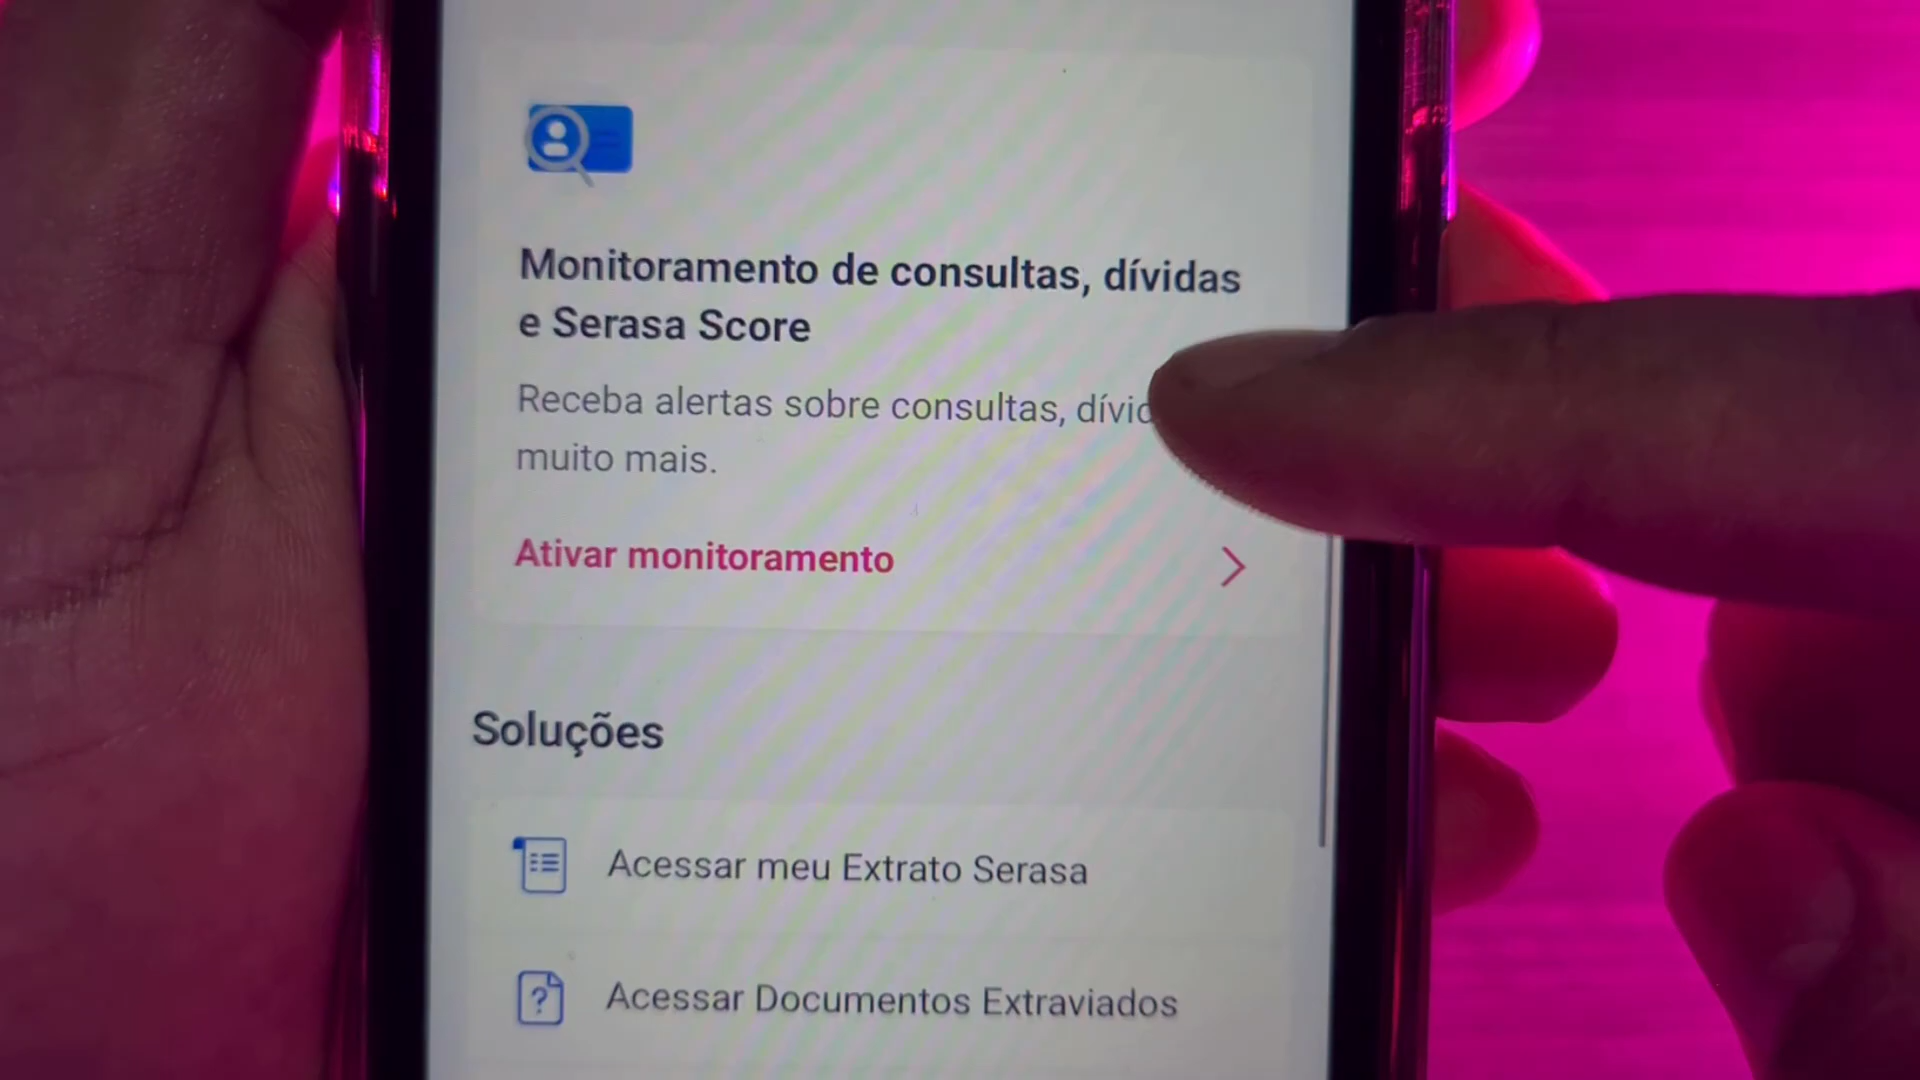 Monitoramento de consultas, dívidas
e Serasa Score
Receba alertas sobre consultas,
muito mais.
Ativar monitoramento
Soluções
Acessar meu Extrato Serasa
Acessar Documentos Extraviados